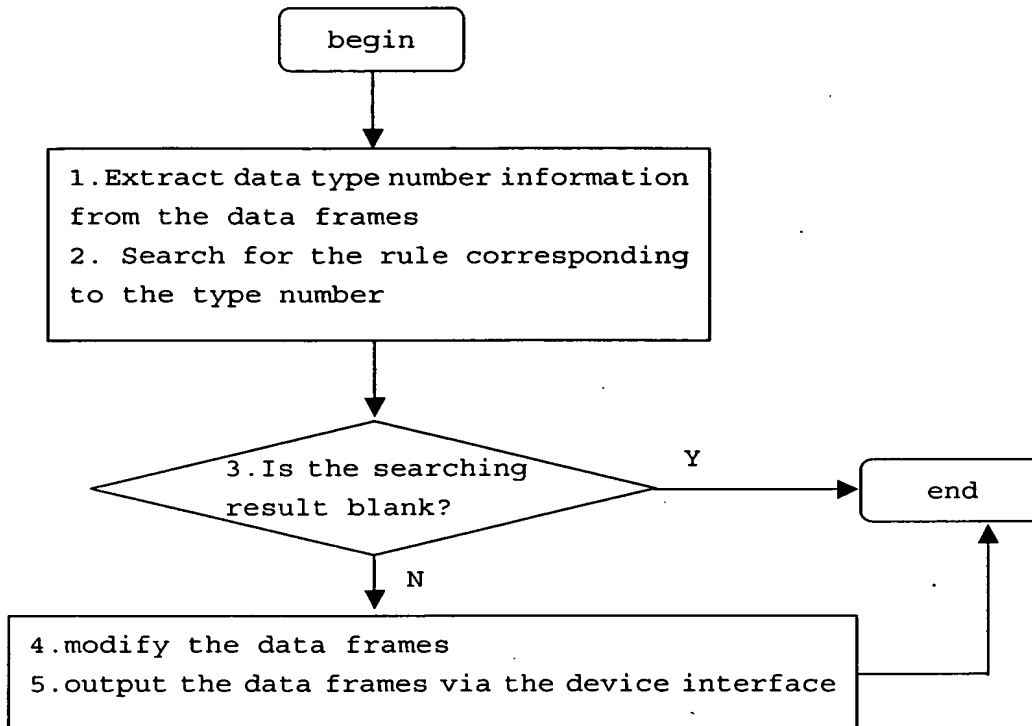 begin
1.Extract data type number information
from the data frames
2. Search for the rule corresponding
to the type number
3.Is the searching
result blank?
Y
end
N
4.modify the data frames
5.output the data frames via the device interface